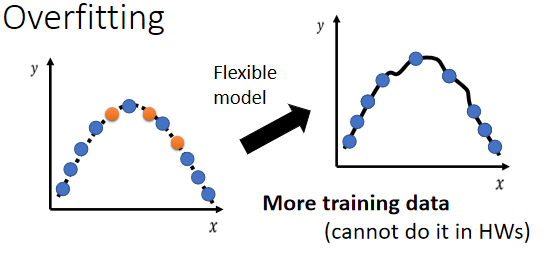 Overfitting
y
x
Flexible
model
y
x
More training data
(cannot do it in HWs)